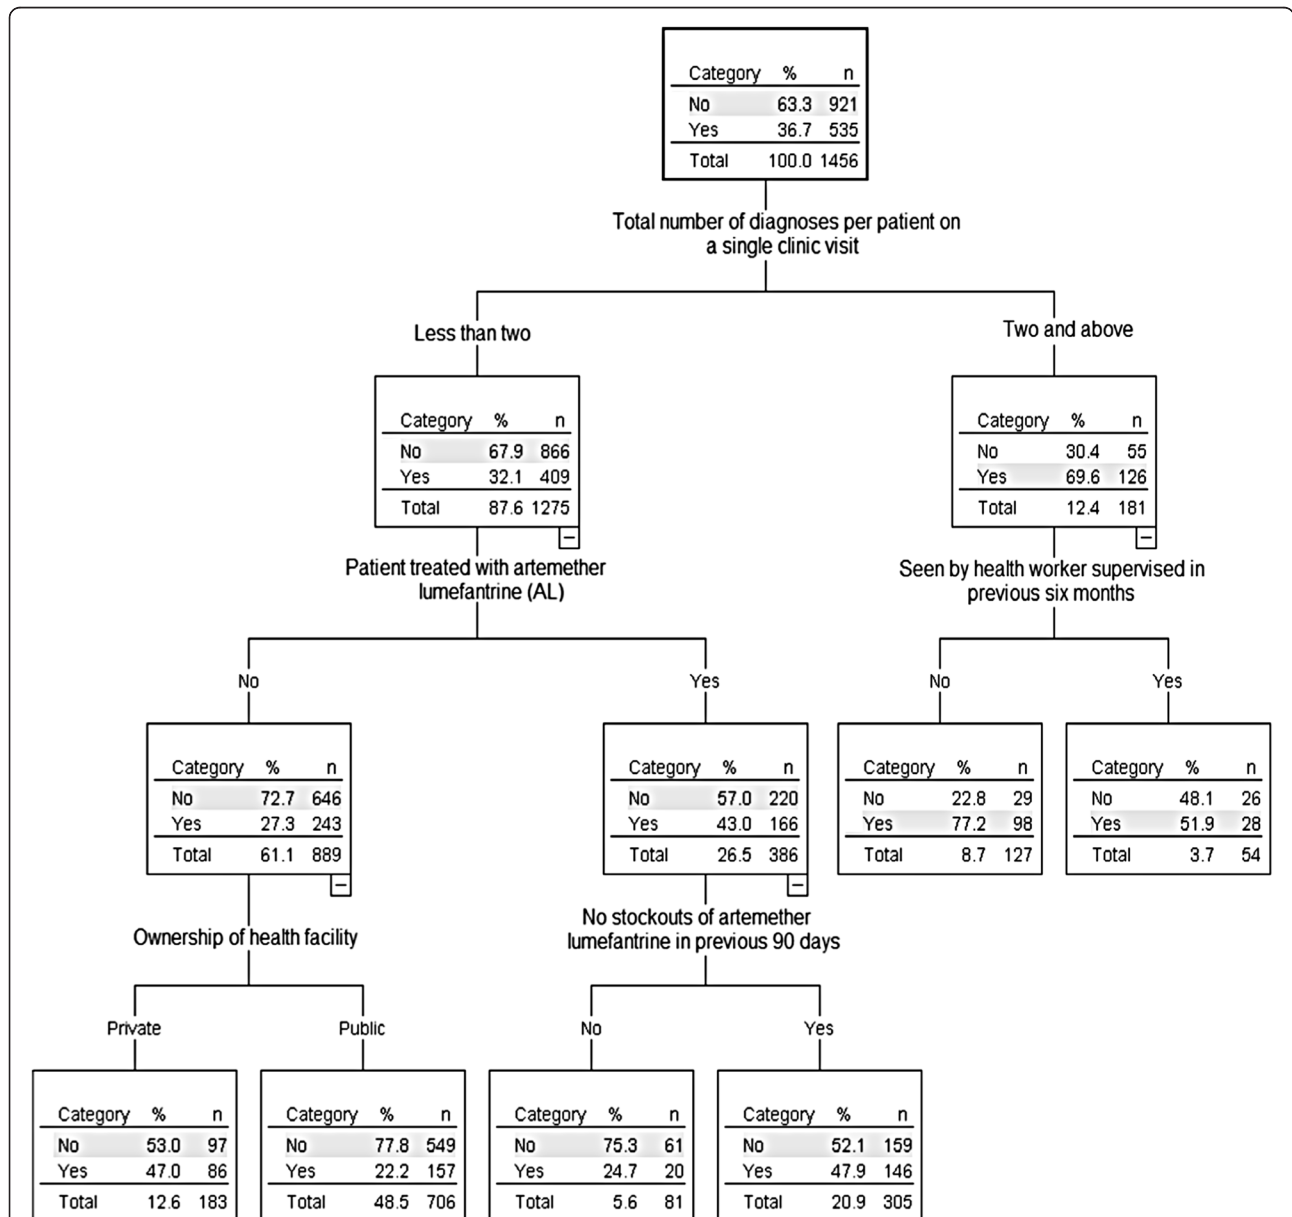 Category % n
No 63.3 921
Yes 36.7 535
Total 100.0 1456
Total number of diagnoses per patient on
a single clinic visit
Less than two
Two and above
Category % n
No 67.9 866
Yes 32.1 409
Total 87.6 1275
Category % n
No 30.4 55
Yes 69.6 126
Total 12.4 181
Patient treated with artemether
lumefantrine (AL)
Seen by health worker supervised in
previous six months
No
Yes
No
Yes
Category % n
No 72.7 646
Yes 27.3 243
Total 61.1 889
Category % n
No 57.0 220
Yes 43.0 166
Total 26.5 386
Category % n
No 22.8 29
Yes 77.2 98
Total 8.7 127
Category % n
No 48.1 26
Yes 51.9 28
Total 3.7 54
Ownership of health facility
No stockouts of artemether
lumefantrine in previous 90 days
Private
Public
No
Yes
Category % n
No 53.0 97
Yes 47.0 86
Total 12.6 183
Category % n
No 77.8 549
Yes 22.2 157
Total 48.5 706
Category % n
No 75.3 61
Yes 24.7 20
Total 5.6 81
Category % n
No 52.1 159
Yes 47.9 146
Total 20.9 305